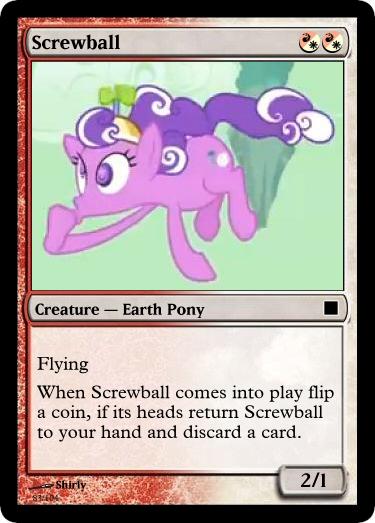 Screwball
Creature — Earth Pony
Flying
When Screwball comes into play flip
a coin, if its heads return Screwball
to your hand and discard a card.
Shirly
2/1